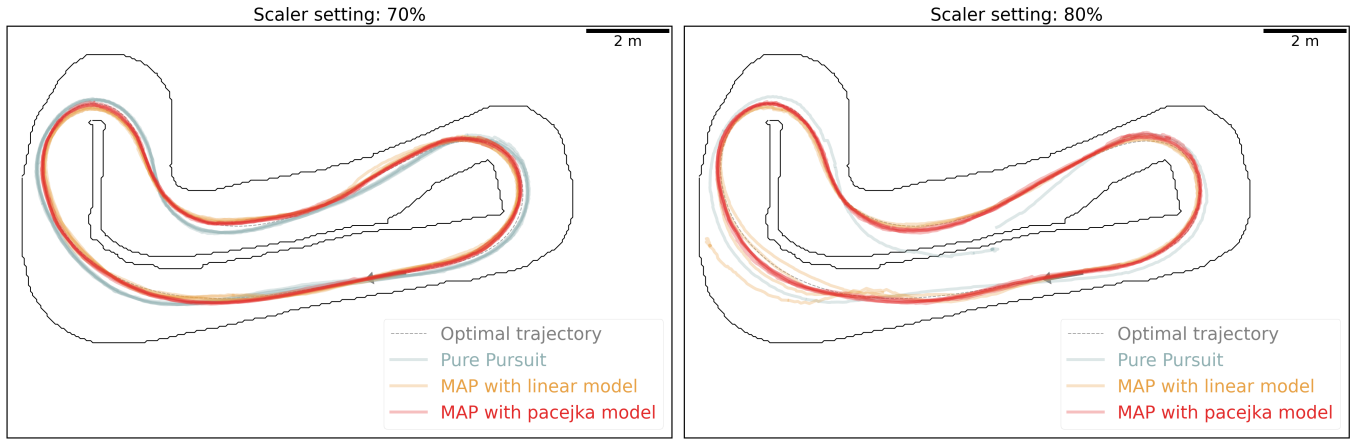 Scaler setting: 70%
2 m
Optimal trajectory
Pure Pursuit
MAP with linear model
MAP with pacejka model
Scaler setting: 80%
2 m
Optimal trajectory
Pure Pursuit
MAP with linear model
MAP with pacejka model